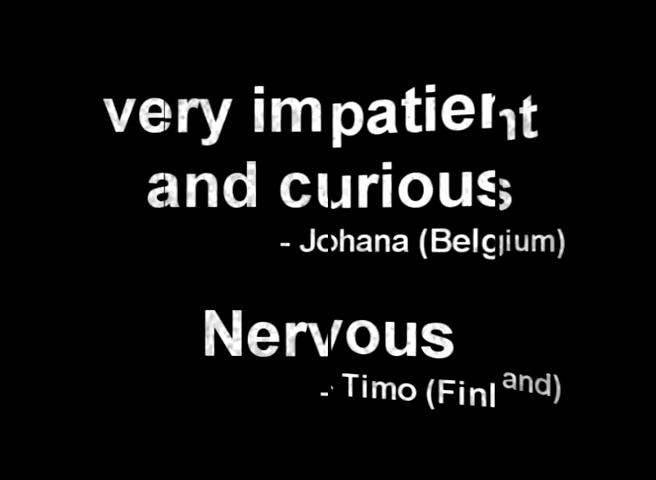 very impatient
and curious
- Johana (Belgium)
Nervous
- Timo (Finland)